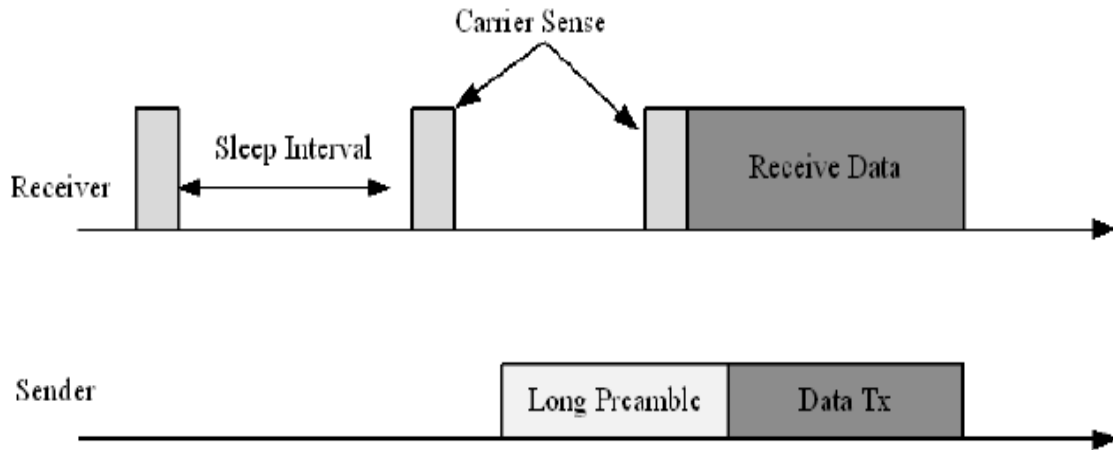 Carrier Sense
Sleep Interval
Receive Data
Receiver
Sender
Long Preamble
Data Tx